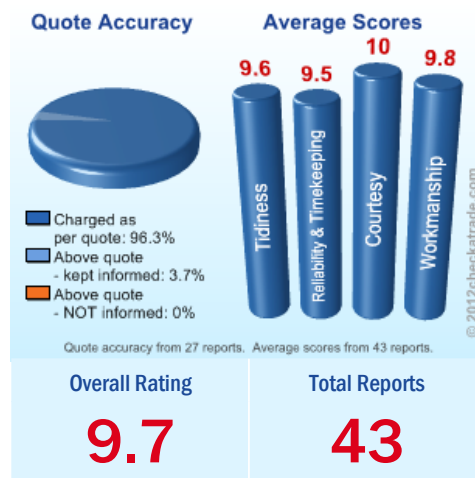 Quote Accuracy
Charged as
per quote: 96.3%
Above quote
- kept informed: 3.7%
Above quote
- NOT informed: 0%
Average Scores
9.6
9.5
10
9.8
Tidiness
Reliability & Timekeeping
Courtesy
Workmanship
© 2012checkatrade.com
Quote accuracy from 27 reports. Average scores from 43 reports.
Overall Rating
9.7
Total Reports
43